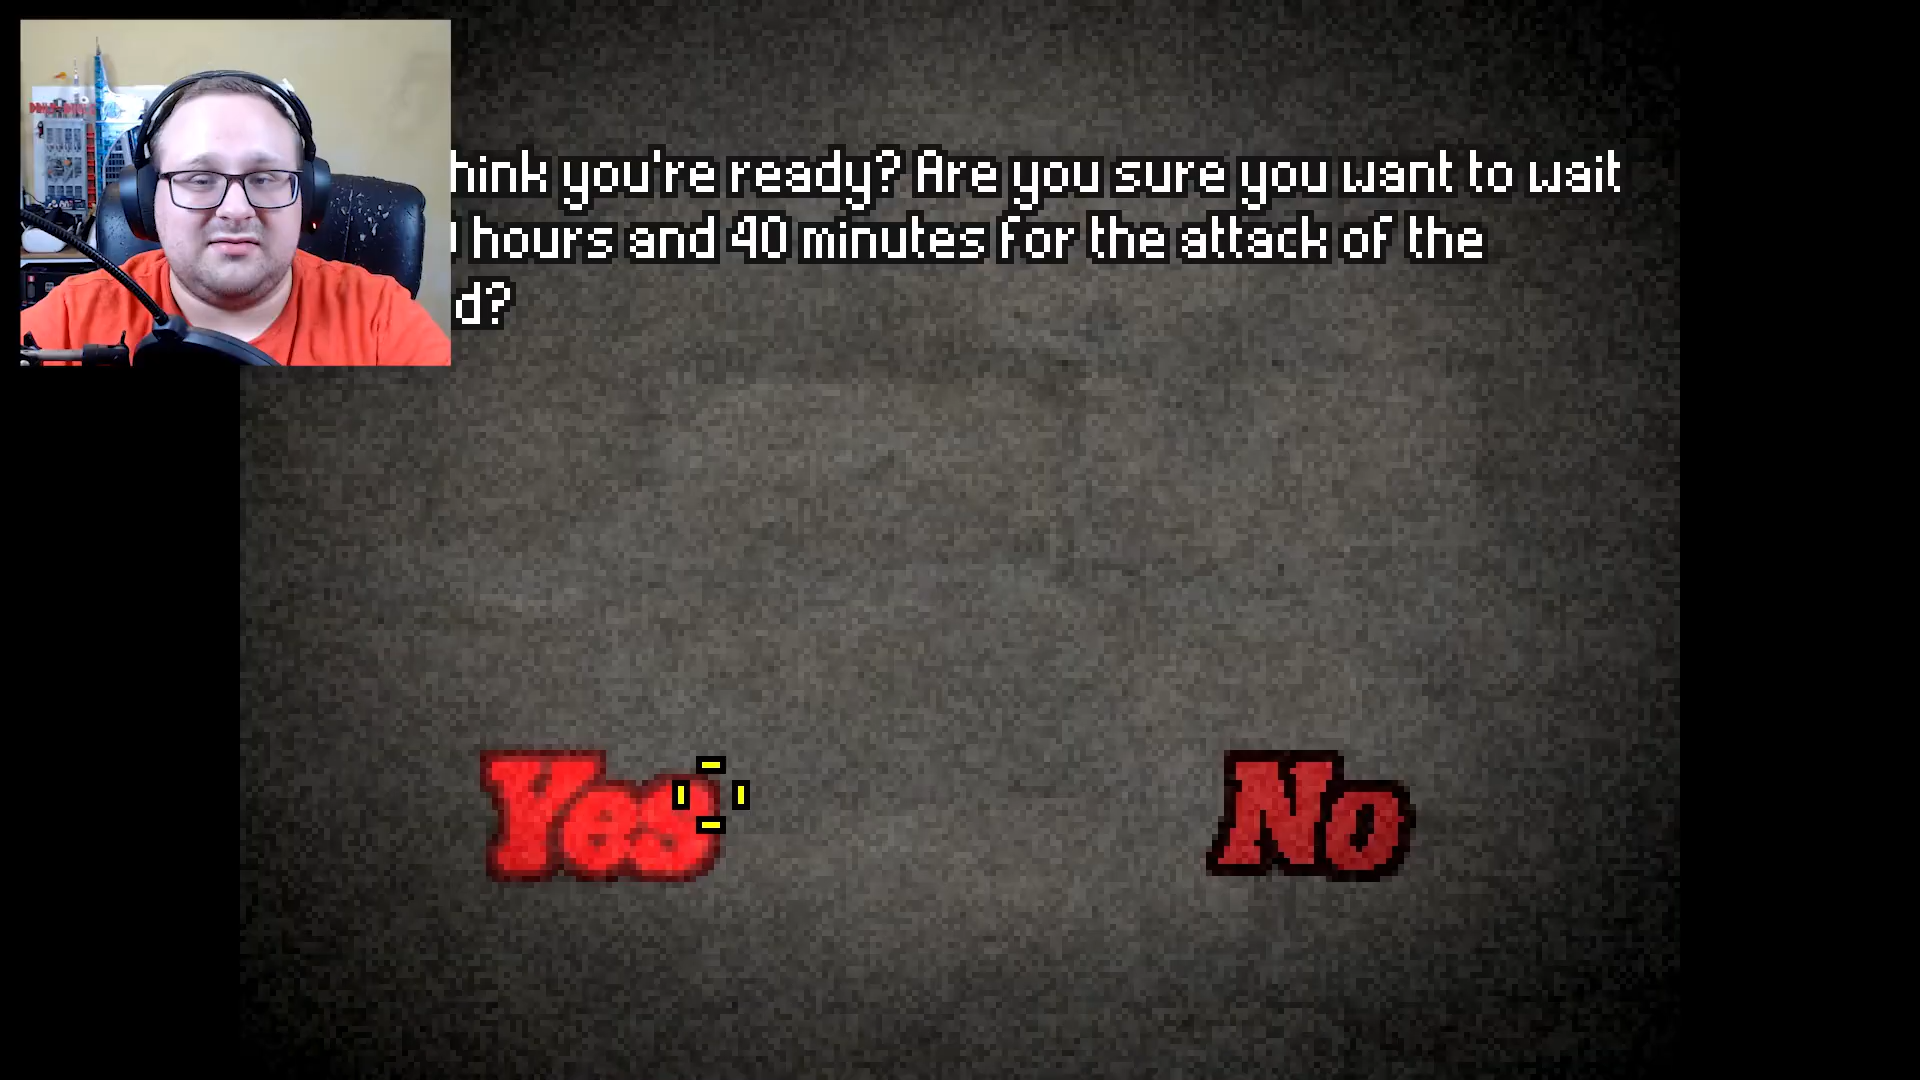 hink you're ready? Are you sure you want to wait
hours and 40 minutes for the attack of the
d?
Yes
No